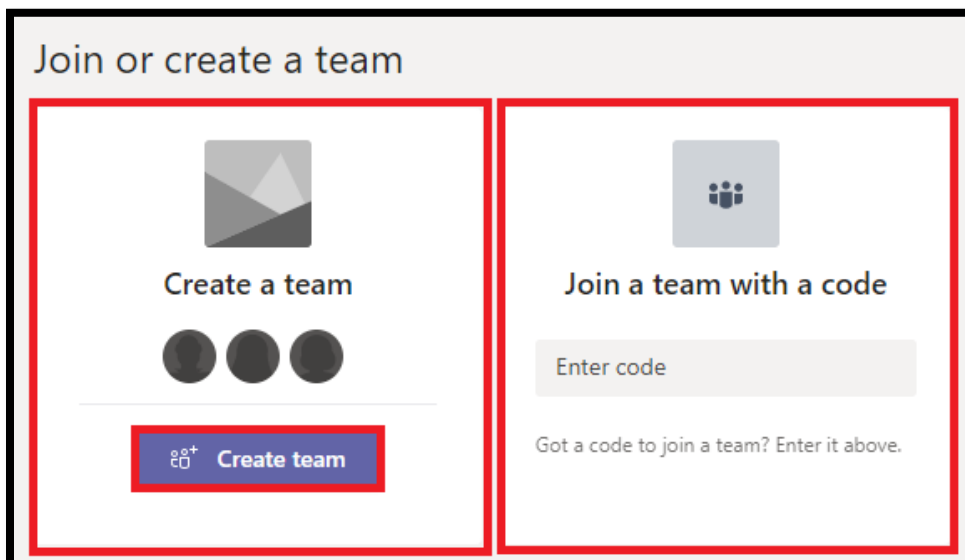 Join or create a team
Create a team
Create team
Join a team with a code
Enter code
Got a code to join a team? Enter it above.